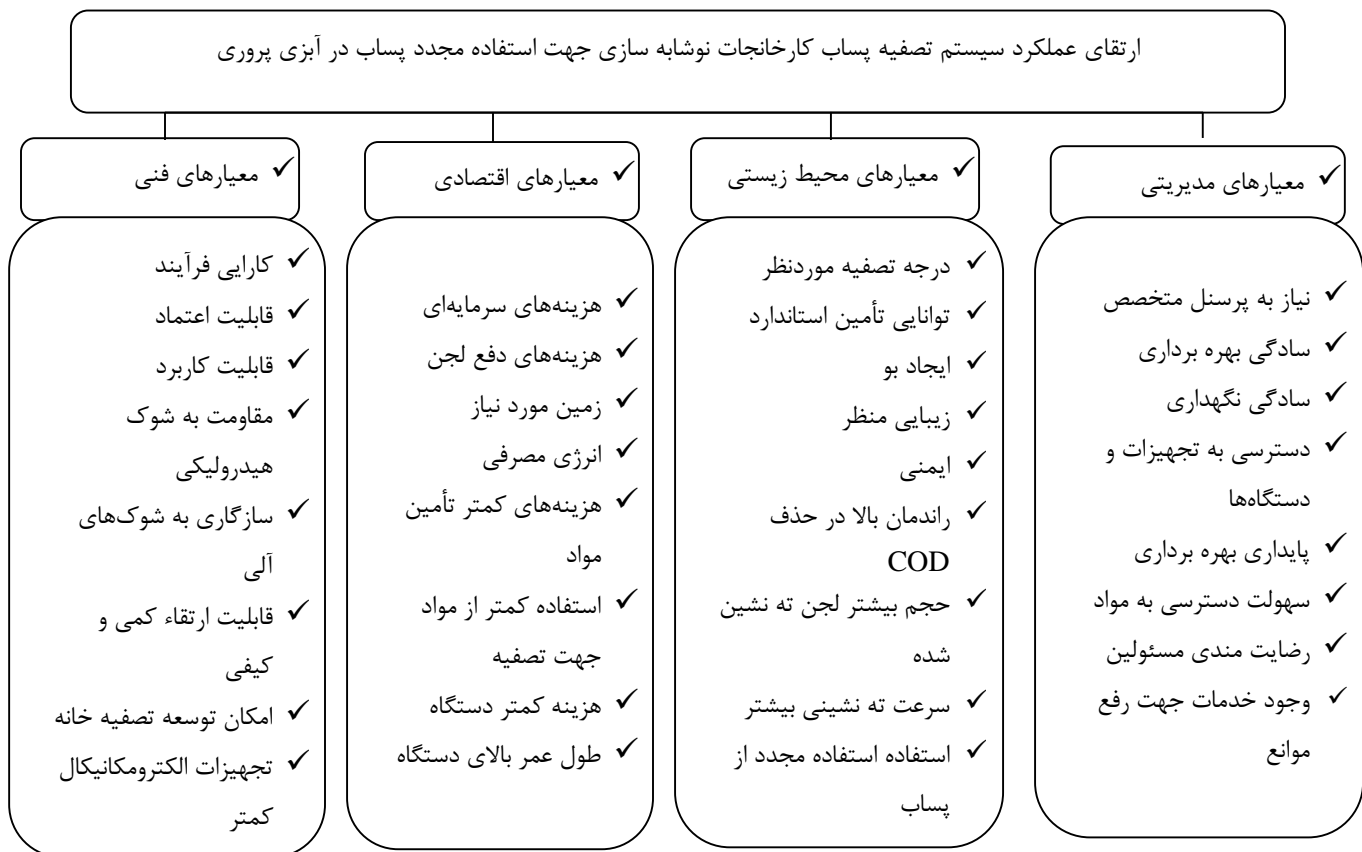 ارتقای عملکرد سیستم تصفیه پساب کارخانجات نوشابه سازی جهت استفاده مجدد پساب در آبزی پروری
✓ معیارهای مدیریتی
✓ نیاز به پرسنل متخصص
✓ سادگی بهره برداری
✓ سادگی نگهداری
✓ دسترسی به تجهیزات و
دستگاه‌ها
✓ پایداری بهره برداری
✓ سهولت دسترسی به مواد
✓ رضایت مندی مسئولین
✓ وجود خدمات جهت رفع
موانع
✓ معیارهای محیط زیستی
✓ درجه تصفیه موردنظر
✓ توانایی تأمین استاندارد
✓ ایجاد بو
✓ زیبایی منظر
✓ ایمنی
✓ راندمان بالا در حذف
COD
✓ حجم بیشتر لجن ته نشین
شده
✓ سرعت ته نشینی بیشتر
✓ استفاده استفاده مجدد از
پساب
✓ معیارهای اقتصادی
✓ هزینه‌های سرمایه‌ای
✓ هزینه‌های دفع لجن
✓ زمین مورد نیاز
✓ انرژی مصرفی
✓ هزینه‌های کمتر تأمین
مواد
✓ استفاده کمتر از مواد
جهت تصفیه
✓ هزینه کمتر دستگاه
✓ طول عمر بالای دستگاه
✓ معیارهای فنی
✓ کارایی فرآیند
✓ قابلیت اعتماد
✓ قابلیت کاربرد
✓ مقاومت به شوک
هیدرولیکی
✓ سازگاری به شوک‌های
آلی
✓ قابلیت ارتقاء کمی و
کیفی
✓ امکان توسعه تصفیه خانه
✓ تجهیزات الکترومکانیکال
کمتر